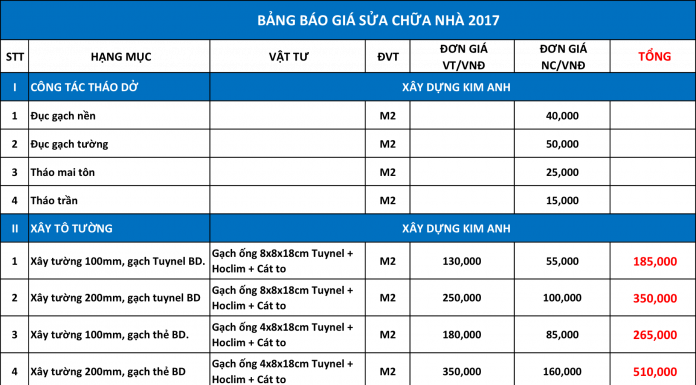 BẢNG BÁO GIÁ SỬA CHỮA NHÀ 2017
STT HẠNG MỤC VẬT TƯ ĐVT ĐƠN GIÁ VT/VNĐ ĐƠN GIÁ NC/VNĐ TỔNG
I CÔNG TÁC THÁO DỞ XÂY DỰNG KIM ANH
1 Đục gạch nền M2 40,000
2 Đục gạch tường M2 50,000
3 Tháo mai tôn M2 25,000
4 Tháo trần M2 15,000
II XÂY TÔ TƯỜNG XÂY DỰNG KIM ANH
1 Xây tường 100mm, gạch Tuynel BD. Gạch ống 8x8x18cm Tuynel + Hoclim + Cát to M2 130,000 55,000 185,000
2 Xây tường 200mm, gạch tuynel BD Gạch ống 8x8x18cm Tuynel + Hoclim + Cát to M2 250,000 100,000 350,000
3 Xây tường 100mm, gạch thẻ BD. Gạch ống 4x8x18cm Tuynel + Hoclim + Cát to M2 180,000 85,000 265,000
4 Xây tường 200mm, gạch thẻ BD Gạch ống 4x8x18cm Tuynel + Hoclim + Cát to M2 350,000 160,000 510,000